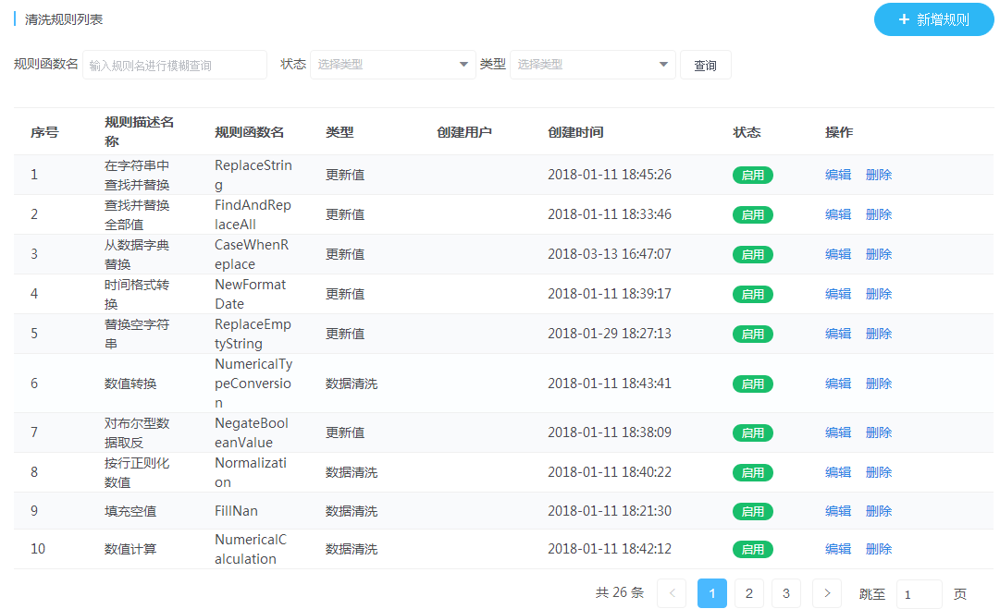 清洗规则列表
+ 新增规则
规则函数名 输入规则名进行模糊查询 状态 选择类型 类型 选择类型 查询
序号 规则描述名称 规则函数名 类型 创建用户 创建时间 状态 操作
1 在字符串中查找并替换 ReplaceString 更新值 2018-01-11 18:45:26 启用 编辑 删除
2 查找并替换全部值 FindAndReplaceAll 更新值 2018-01-11 18:33:46 启用 编辑 删除
3 从数据字典替换 CaseWhenReplace 更新值 2018-03-13 16:47:07 启用 编辑 删除
4 时间格式转换 NewFormatDate 更新值 2018-01-11 18:39:17 启用 编辑 删除
5 替换空字符串 ReplaceEmptyString 更新值 2018-01-29 18:27:13 启用 编辑 删除
6 数值转换 NumericalTypeConversion 数据清洗 2018-01-11 18:43:41 启用 编辑 删除
7 对布尔型数据取反 NegateBooleanValue 更新值 2018-01-11 18:38:09 启用 编辑 删除
8 按行正则化数值 Normalization 数据清洗 2018-01-11 18:40:22 启用 编辑 删除
9 填充空值 FillNan 数据清洗 2018-01-11 18:21:30 启用 编辑 删除
10 数值计算 NumericalCalculation 数据清洗 2018-01-11 18:42:12 启用 编辑 删除
共 26 条 < 1 2 3 > 跳至 1 页